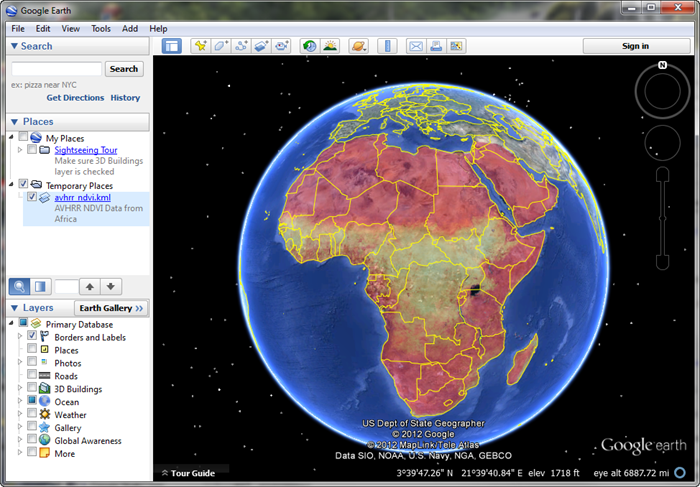 Google Earth
File Edit View Tools Add Help
Search
Search
ex: pizza near NYC
Get Directions History
Places
My Places
Sightseeing Tour
Make sure 3D Buildings
layer is checked
Temporary Places
avhrr_ndvi.kml
AVHRR NDVI Data from
Africa
Layers
Earth Gallery >>
Primary Database
Borders and Labels
Places
Photos
Roads
3D Buildings
Ocean
Weather
Gallery
Global Awareness
More
Sign in
N
US Dept of State Geographer
© 2012 Google
© 2012 MapLink/Tele Atlas
Data SIO, NOAA, U.S. Navy, NGA, GEBCO
Google earth
Tour Guide
3°39'47.26" N 21°39'40.84" E elev 1718 ft eye alt 6887.72 mi